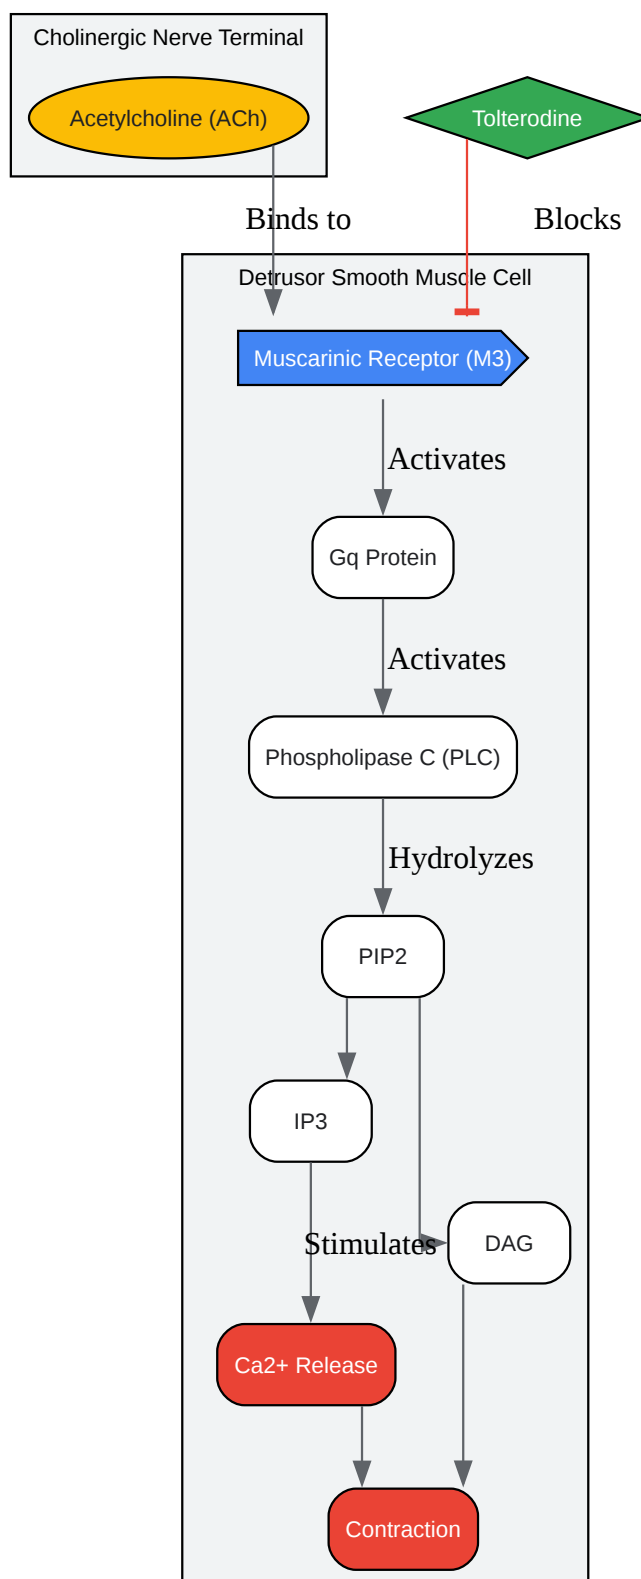 Cholinergic Nerve Terminal
Acetylcholine (ACh)
Tolterodine
Binds to
Blocks
Detrusor Smooth Muscle Cell
Muscarinic Receptor (M3)
Activates
Gq Protein
Activates
Phospholipase C (PLC)
Hydrolyzes
PIP2
IP3
Stimulates
DAG
Ca2+ Release
Contraction